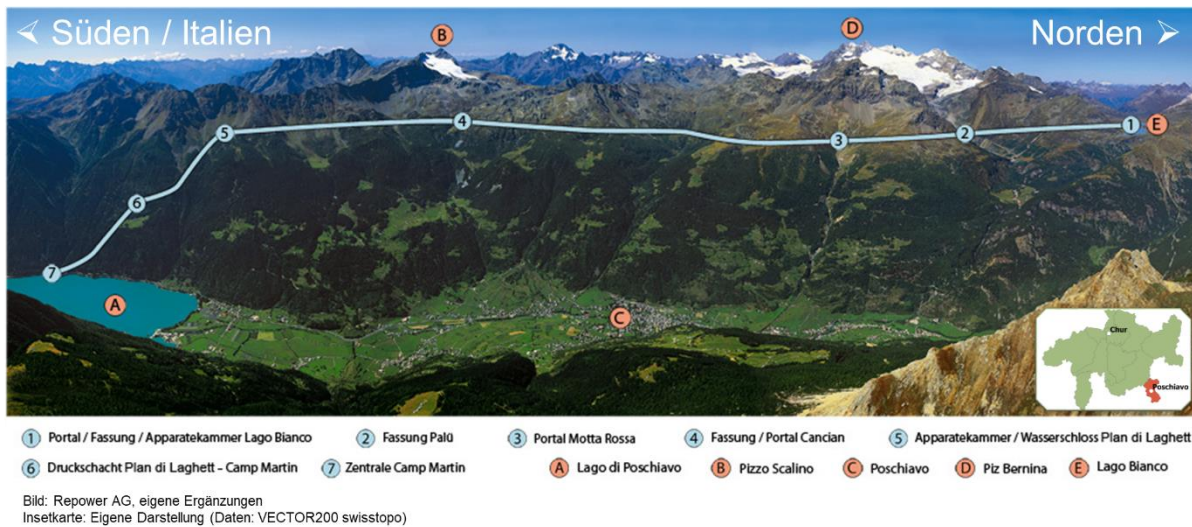 < Süden / Italien
Norden >
B
D
5
4
3
2
1
E
6
7
A
C
Chur
Poschiavo
1 Portal / Fassung / Apparatekammer Lago Bianco
2 Fassung Palü
3 Portal Motta Rossa
4 Fassung / Portal Cancian
5 Apparatekammer / Wasserschloss Plan di Laghett
6 Druckschacht Plan di Laghett - Camp Martin
7 Zentrale Camp Martin
A Lago di Poschiavo
B Pizzo Scalino
C Poschiavo
D Piz Bernina
E Lago Bianco
Bild: Repower AG, eigene Ergänzungen
Insetkarte: Eigene Darstellung (Daten: VECTOR200 swisstopo)